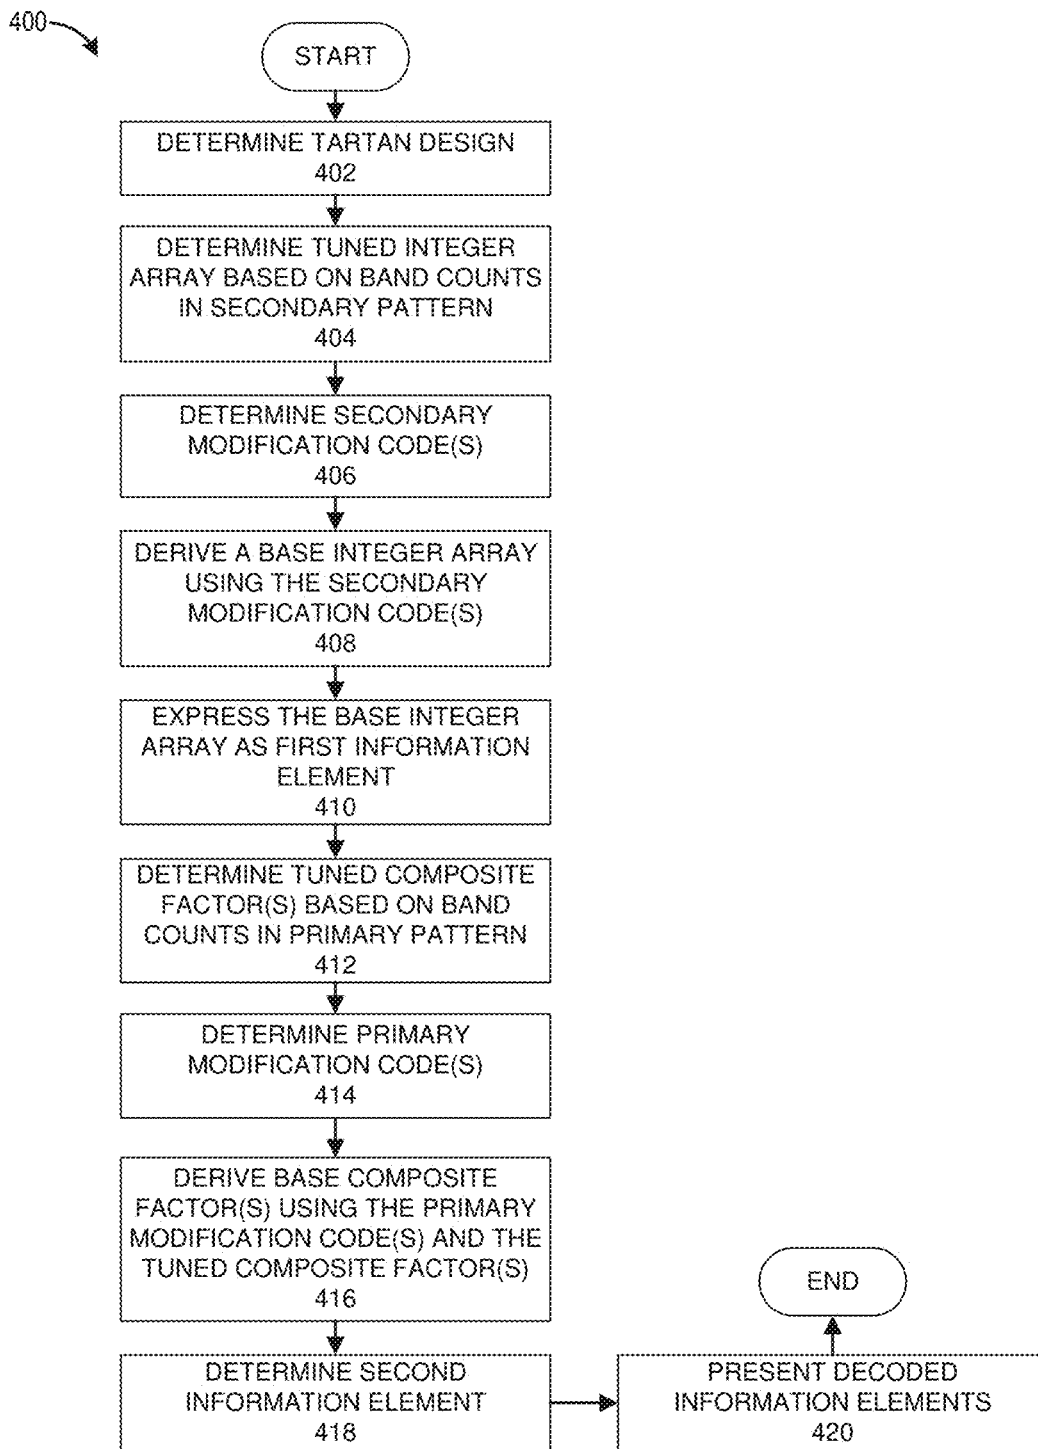 400
START
DETERMINE TARTAN DESIGN
402
DETERMINE TUNED INTEGER
ARRAY BASED ON BAND COUNTS
IN SECONDARY PATTERN
404
DETERMINE SECONDARY
MODIFICATION CODE(S)
406
DERIVE A BASE INTEGER ARRAY
USING THE SECONDARY
MODIFICATION CODE(S)
408
EXPRESS THE BASE INTEGER
ARRAY AS FIRST INFORMATION
ELEMENT
410
DETERMINE TUNED COMPOSITE
FACTOR(S) BASED ON BAND
COUNTS IN PRIMARY PATTERN
412
DETERMINE PRIMARY
MODIFICATION CODE(S)
414
DERIVE BASE COMPOSITE
FACTOR(S) USING THE PRIMARY
MODIFICATION CODE(S) AND THE
TUNED COMPOSITE FACTOR(S)
416
DETERMINE SECOND
INFORMATION ELEMENT
418
PRESENT DECODED
INFORMATION ELEMENTS
420
END